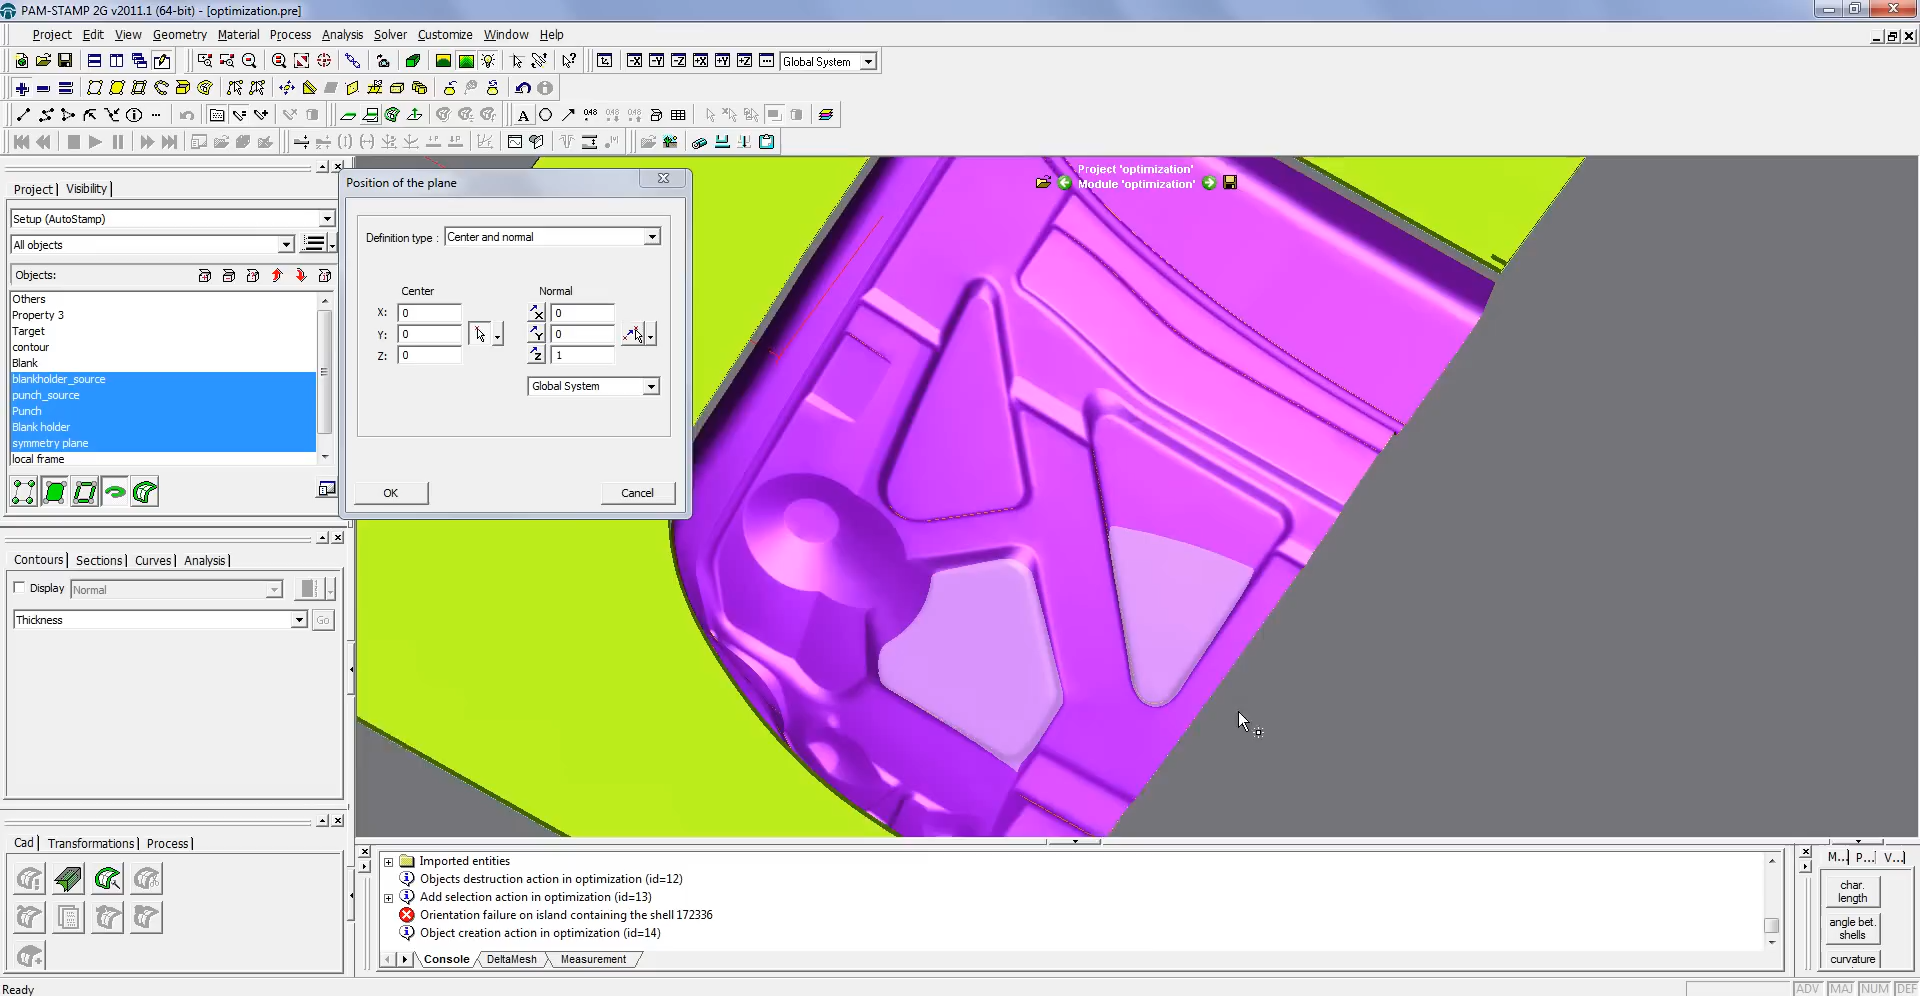 PAM-STAMP 2G v2011.1 (64-bit) - [optimization.pre]
Project Edit View Geometry Material Process Analysis Solver Customize Window Help
-X -Y -Z +X +Y +Z Global System
A 0.48 0.48 0.48
Project Visibility
Setup (AutoStamp)
All objects
Objects:
Others
Property 3
Target
contour
Blank
blankholder_source
punch_source
Punch
Blank holder
symmetry plane
local frame
Position of the plane
Definition type : Center and normal
Center Normal
X: 0 X 0
Y: 0 Y 0
Z: 0 Z 1
Global System
OK Cancel
Project 'optimization'
Module 'optimization'
Contours Sections Curves Analysis
Display Normal
Thickness Go
Cad Transformations Process
Imported entities
Objects destruction action in optimization (id=12)
Add selection action in optimization (id=13)
Orientation failure on island containing the shell 172336
Object creation action in optimization (id=14)
Console DeltaMesh Measurement
M... P... V...
char. length
angle bet. shells
curvature
Ready
ADV MAJ NUM DEF